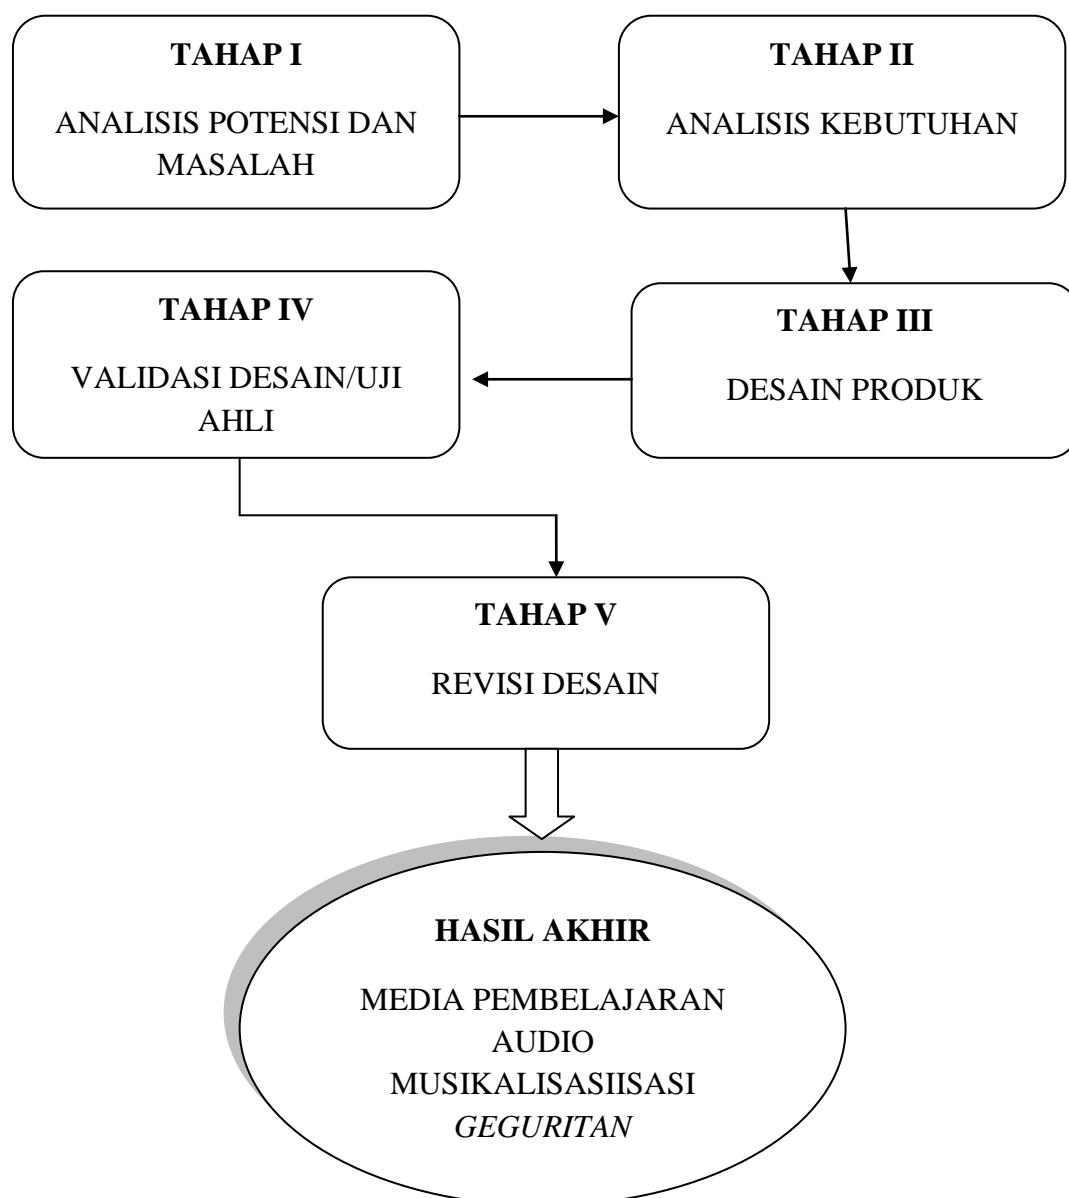 TAHAP I
ANALISIS POTENSI DAN
MASALAH
TAHAP II
ANALISIS KEBUTUHAN
TAHAP III
DESAIN PRODUK
TAHAP IV
VALIDASI DESAIN/UJI
AHLI
TAHAP V
REVISI DESAIN
HASIL AKHIR
MEDIA PEMBELAJARAN
AUDIO
MUSIKALISASIISASI
GEGURITAN